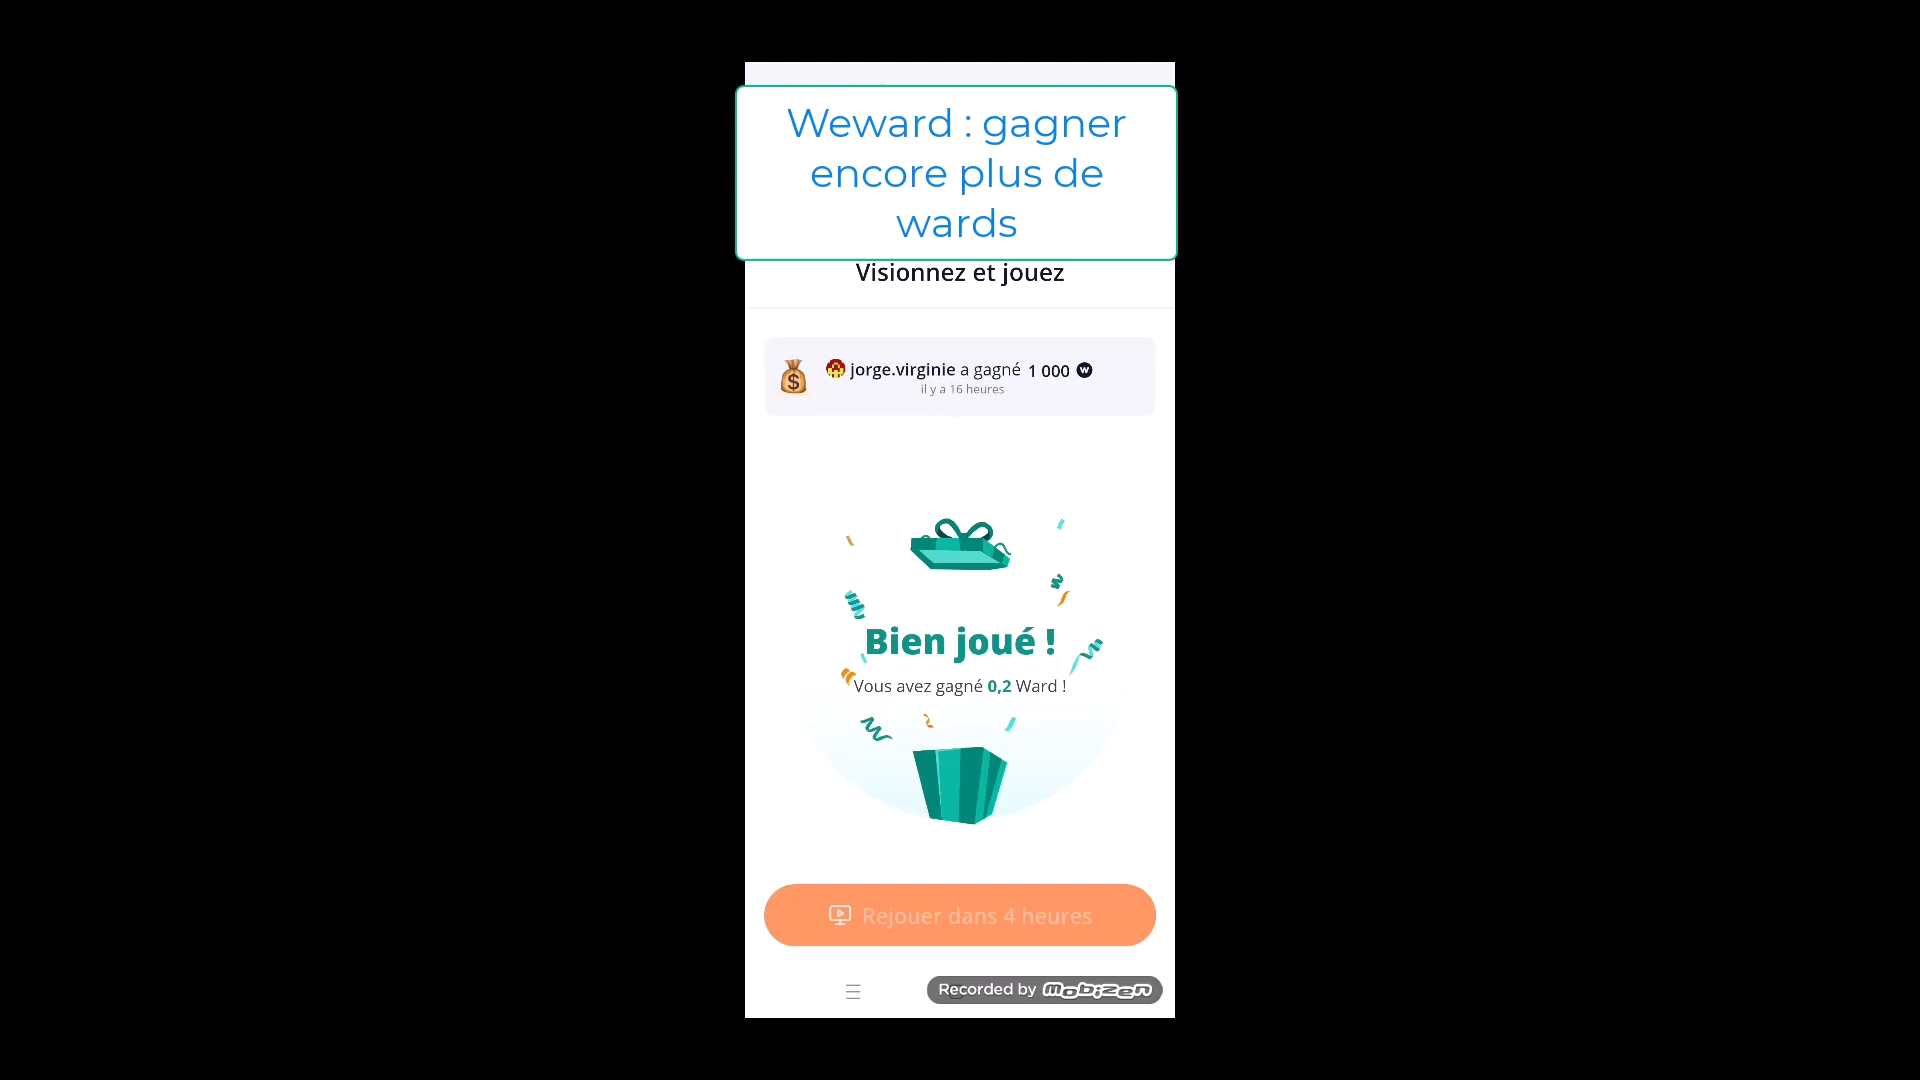 Weward : gagner
encore plus de
wards
Visionnez et jouez
jorge.virginie a gagné 1 000 W
il y a 16 heures
Bien joué !
Vous avez gagné 0,2 Ward !
Rejouer dans 4 heures
Recorded by mobizen